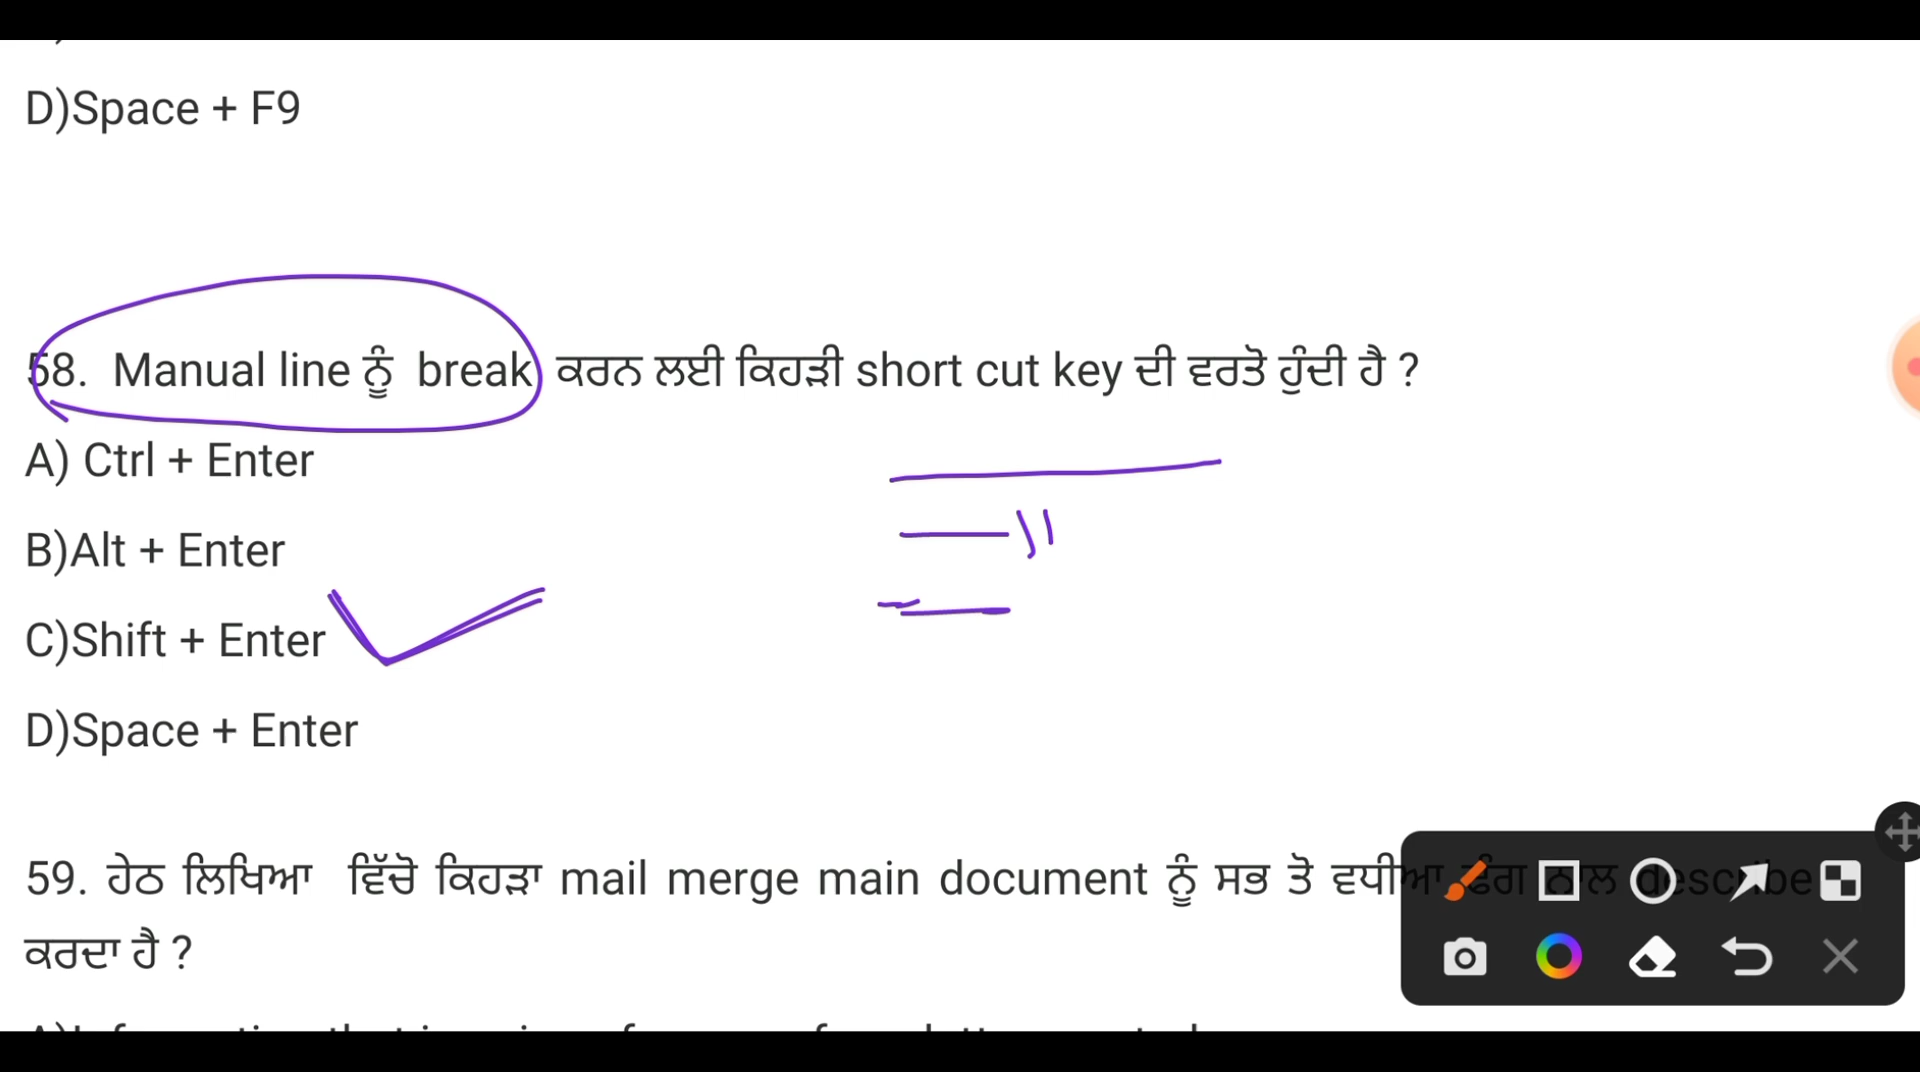 D)Space + F9
58. Manual line ਨੂੰ break ਕਰਨ ਲਈ ਕਿਹੜੀ short cut key ਦੀ ਵਰਤੋ ਹੁੰਦੀ ਹੈ ?
A) Ctrl + Enter
B)Alt + Enter
C)Shift + Enter
D)Space + Enter
59. ਹੇਠ ਲਿਖਿਆ ਵਿੱਚੋ ਕਿਹੜਾ mail merge main document ਨੂੰ ਸਭ ਤੋ ਵਧੀਆ ਢੰਗ ਨਾਲ describe
ਕਰਦਾ ਹੈ ?